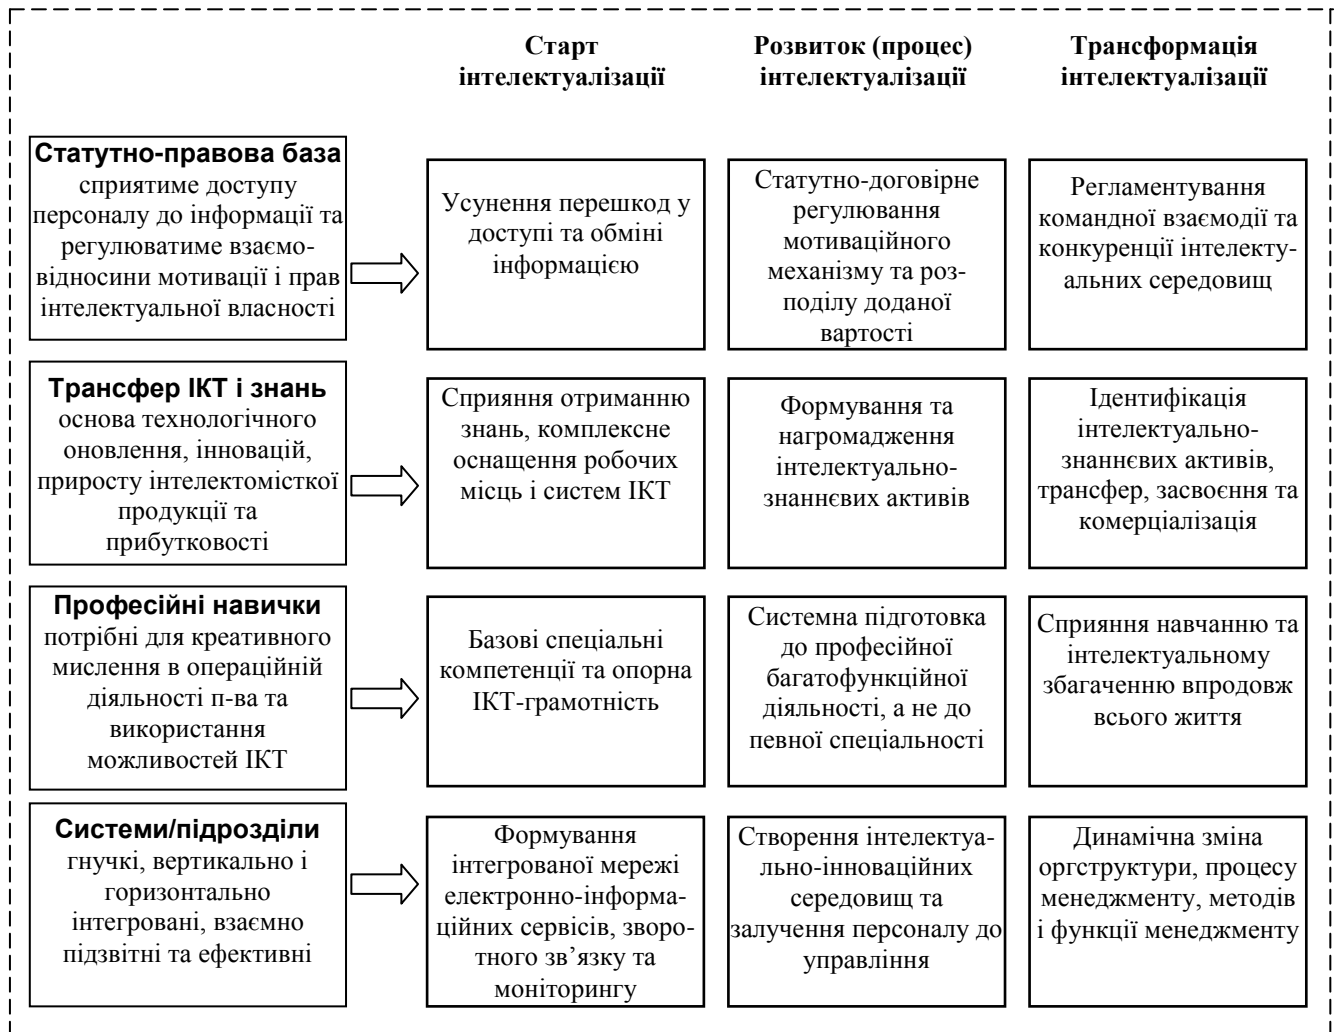 Старт
інтелектуалізації
Розвиток (процес)
інтелектуалізації
Трансформація
інтелектуалізації
Статутно-правова база
сприятиме доступу
персоналу до інформації та
регулюватиме взаємо-
відносини мотивації і прав
інтелектуальної власності
Усунення перешкод у
доступі та обміні
інформацією
Статутно-договірне
регулювання
мотиваційного
механізму та роз-
поділу доданої
вартості
Регламентування
командної взаємодії та
конкуренції інтелекту-
альних середовищ
Трансфер ІКТ і знань
основа технологічного
оновлення, інновацій,
приросту інтелектомісткої
продукції та
прибутковості
Сприяння отриманню
знань, комплексне
оснащення робочих
місць і систем ІКТ
Формування та
нагромадження
інтелектуально-
знаннєвих активів
Ідентифікація
інтелектуально-
знаннєвих активів,
трансфер, засвоєння та
комерціалізація
Професійні навички
потрібні для креативного
мислення в операційній
діяльності п-ва та
використання
можливостей ІКТ
Базові спеціальні
компетенції та опорна
ІКТ-грамотність
Системна підготовка
до професійної
багатофункційної
діяльності, а не до
певної спеціальності
Сприяння навчанню та
інтелектуальному
збагаченню впродовж
всього життя
Системи/підрозділи
гнучкі, вертикально і
горизонтально
інтегровані, взаємно
підзвітні та ефективні
Формування
інтегрованої мережі
електронно-інформа-
ційних сервісів, зворо-
тного зв’язку та
моніторингу
Створення інтелекту-
ально-інноваційних
середовищ та
залучення персоналу до
управління
Динамічна зміна
оргструктури, процесу
менеджменту, методів
і функції менеджменту